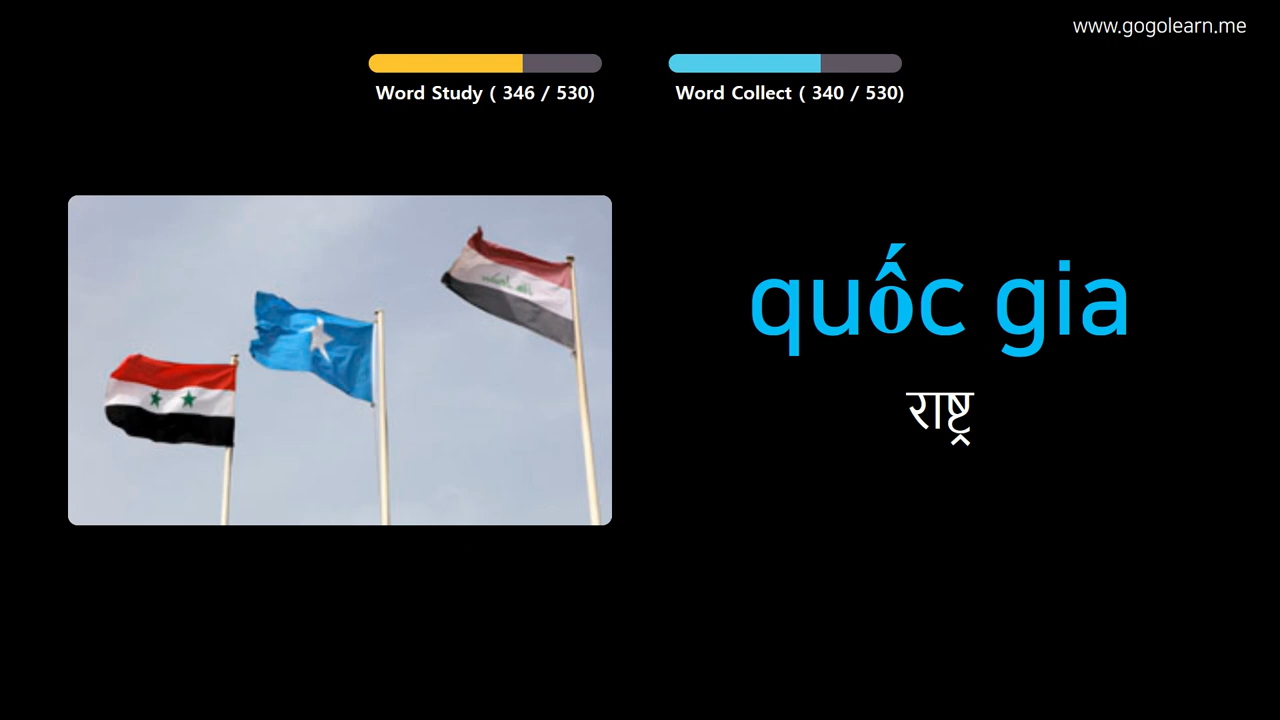 www.gogolearn.me
Word Study ( 346 / 530)
Word Collect ( 340 / 530)
quốc gia
राष्ट्र